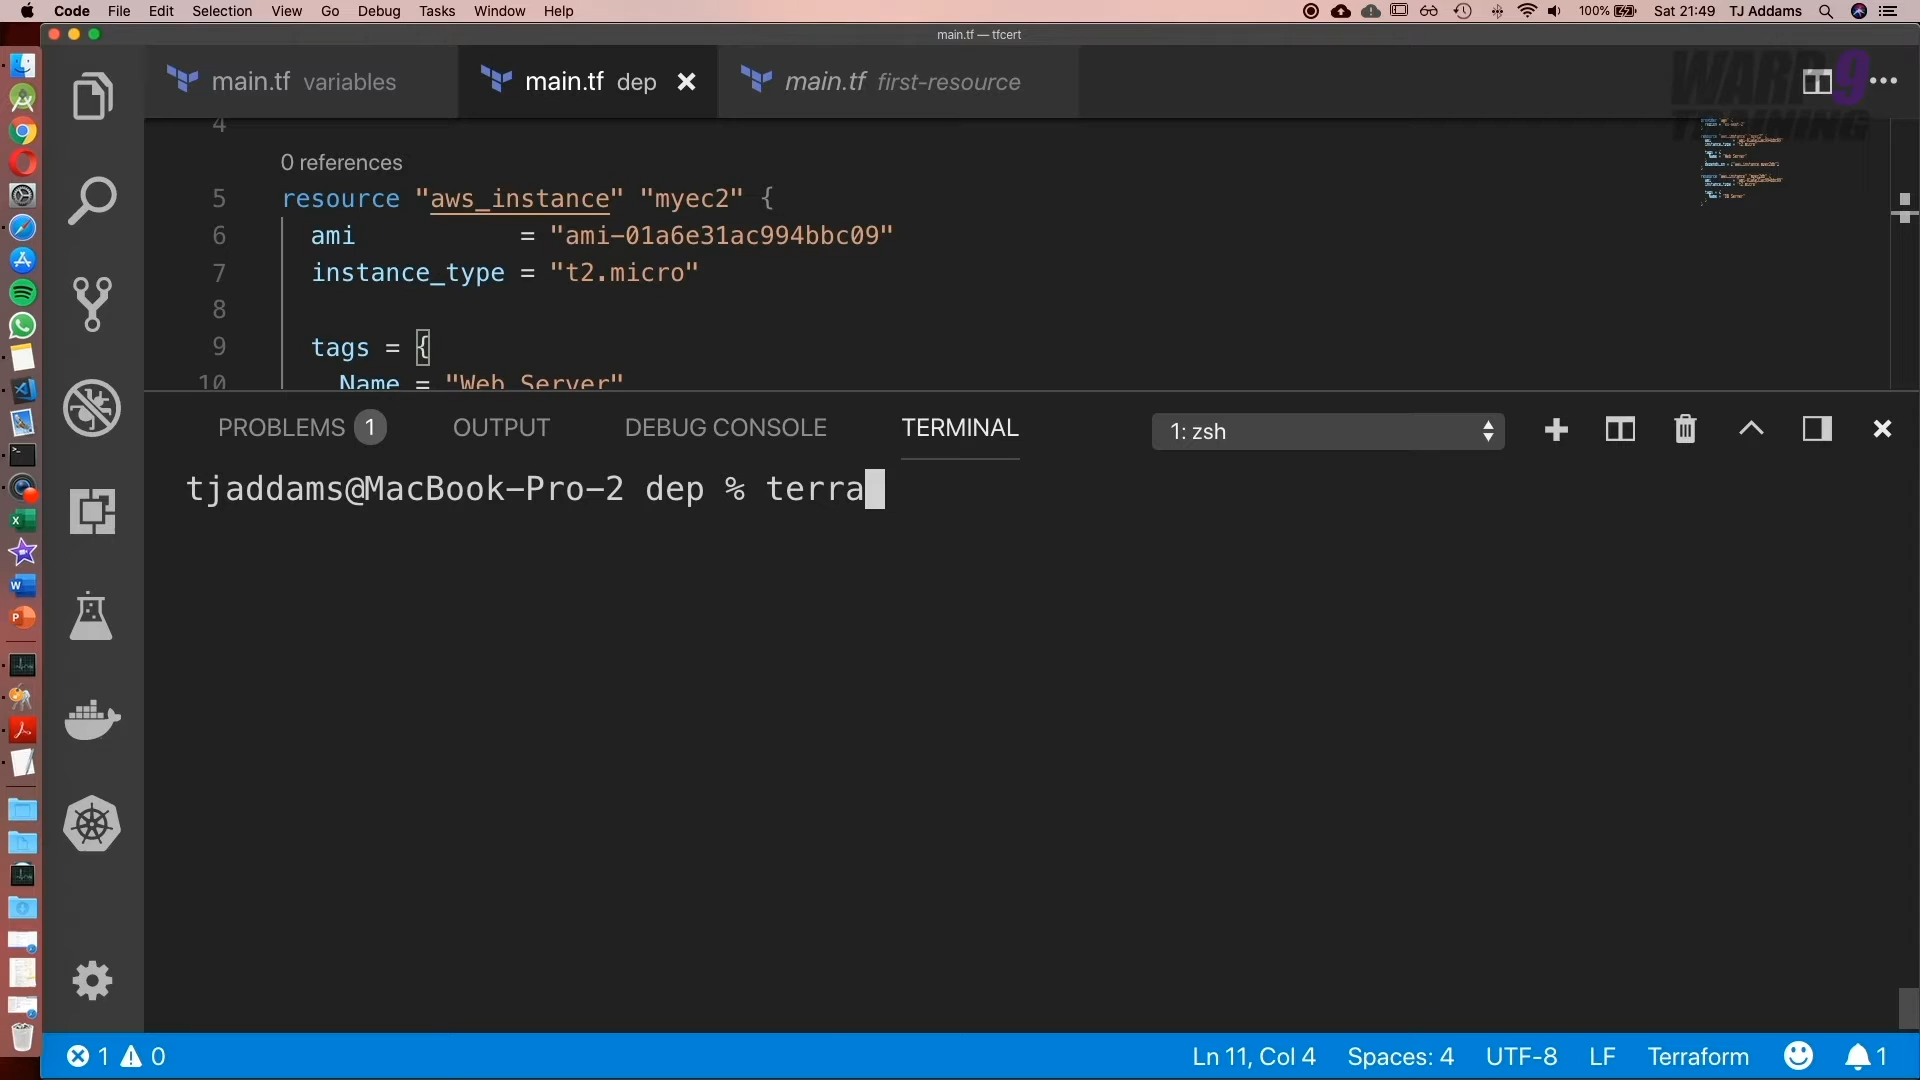 Code File Edit Selection View Go Debug Tasks Window Help 100% Sat 21:49 TJ Addams
main.tf — tfcert
main.tf variables main.tf dep main.tf first-resource
WARP 9
TRAINING
4
0 references
5 resource "aws_instance" "myec2" {
6 ami = "ami-01a6e31ac994bbc09"
7 instance_type = "t2.micro"
8
9 tags = {
10 Name = "Web Server"
PROBLEMS 1 OUTPUT DEBUG CONSOLE TERMINAL 1: zsh
tjaddams@MacBook-Pro-2 dep % terra
1 0 Ln 11, Col 4 Spaces: 4 UTF-8 LF Terraform 1